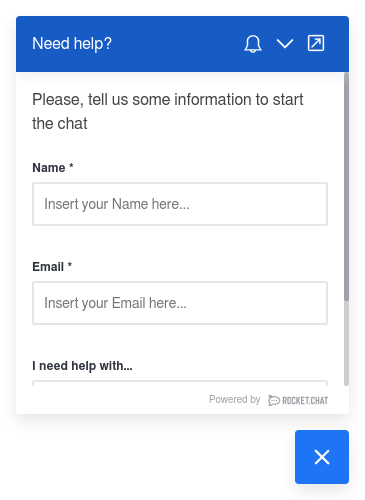 Need help?
Please, tell us some information to start
the chat
Name *
Insert your Name here...
Email *
Insert your Email here...
I need help with...
Powered by ROCKET.CHAT